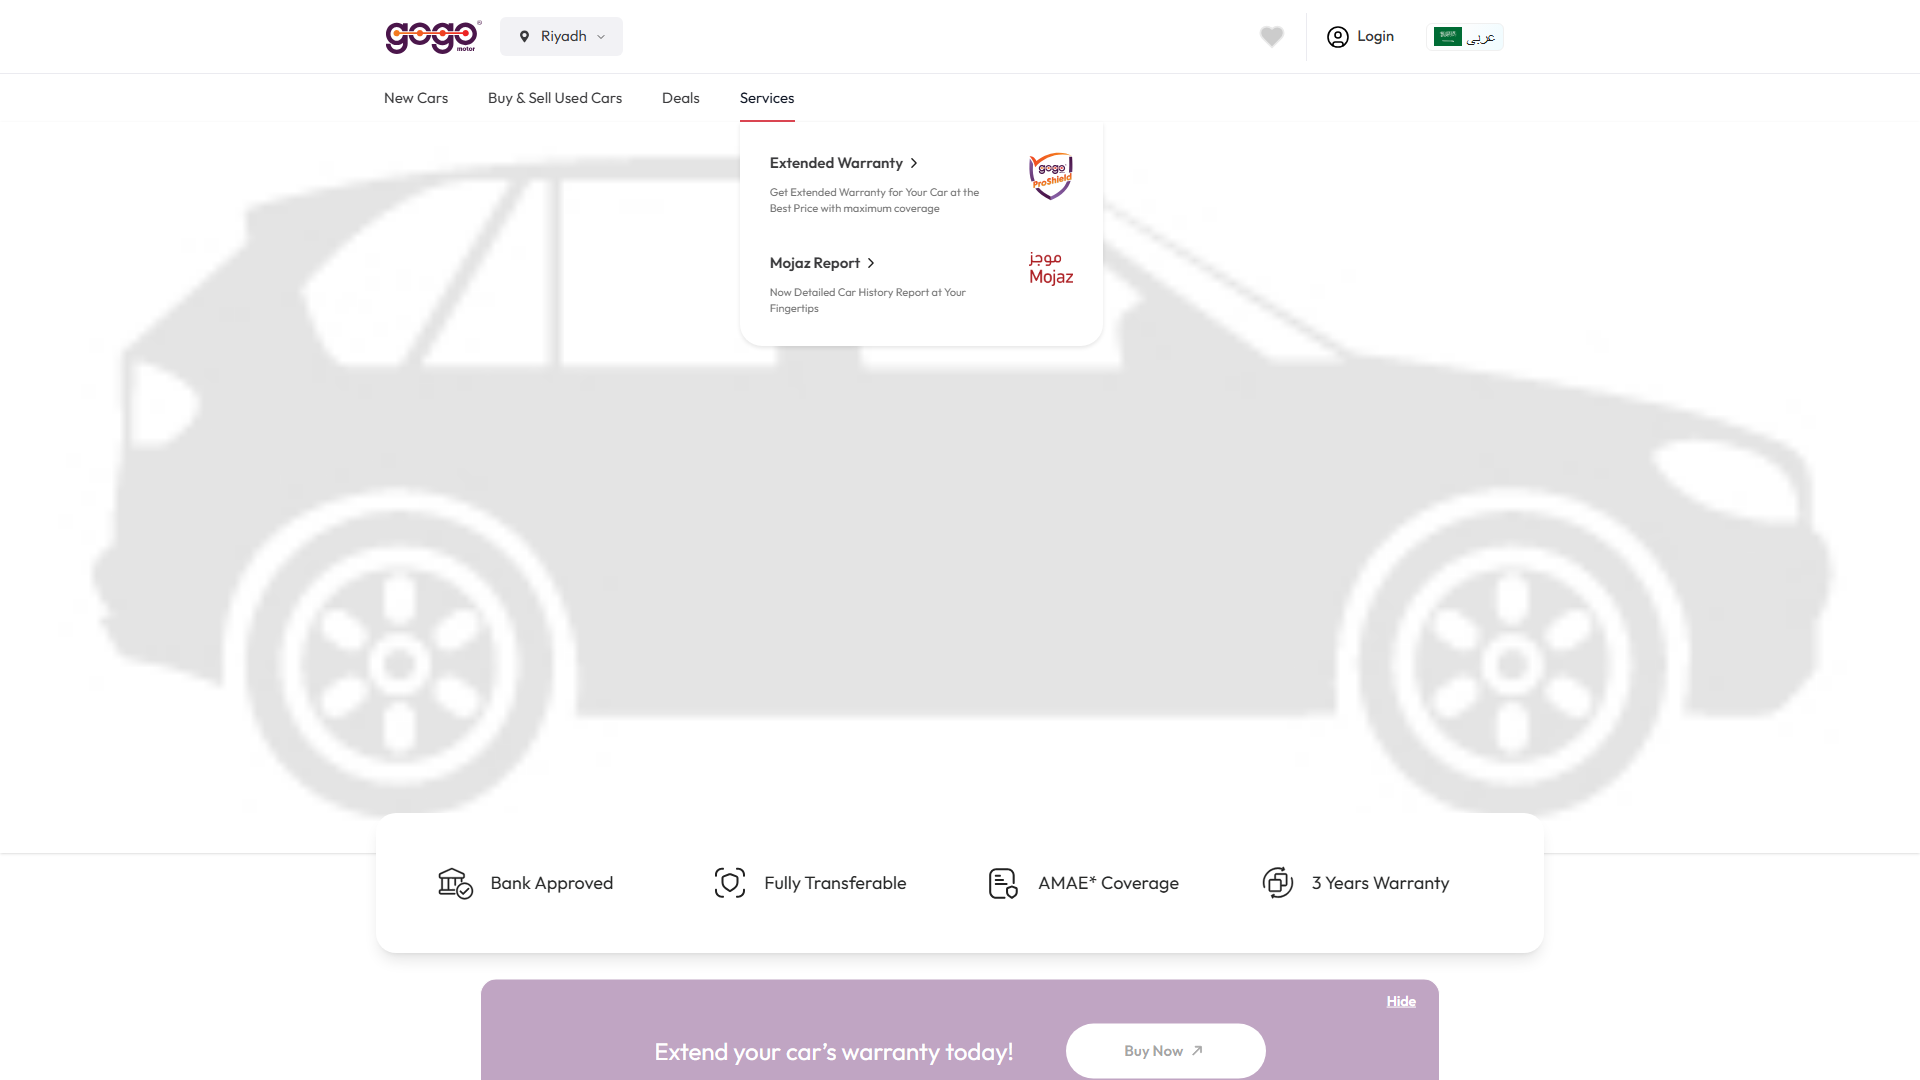 gogo
motor
Riyadh
Login
عربي
New Cars
Buy & Sell Used Cars
Deals
Services
Extended Warranty
Get Extended Warranty for Your Car at the
Best Price with maximum coverage
gogo
ProShield
Mojaz Report
Now Detailed Car History Report at Your
Fingertips
موجز
Mojaz
Bank Approved
Fully Transferable
AMAE* Coverage
3 Years Warranty
Hide
Extend your car’s warranty today!
Buy Now